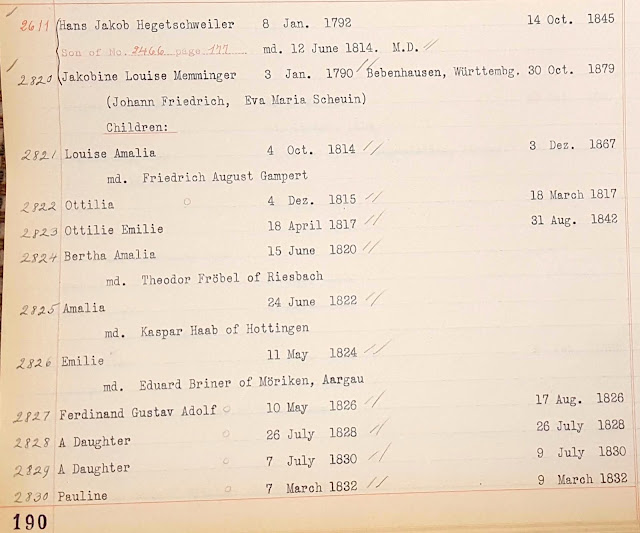 2611 (Hans Jakob Hegetschweiler 8 Jan. 1792 14 Oct. 1845
Son of No. 2466 page 177 md. 12 June 1814. M.D.
2820 (Jakobine Louise Memminger 3 Jan. 1790 Bebenhausen, Württembg. 30 Oct. 1879
(Johann Friedrich, Eva Maria Scheuin)
Children:
2821 Louise Amalia 4 Oct. 1814 3 Dez. 1867
md. Friedrich August Gampert
2822 Ottilia 4 Dez. 1815 18 March 1817
2823 Ottilie Emilie 18 April 1817 31 Aug. 1842
2824 Bertha Amalia 15 June 1820
md. Theodor Fröbel of Riesbach
2825 Amalia 24 June 1822
md. Kaspar Haab of Hottingen
2826 Emilie 11 May 1824
md. Eduard Briner of Möriken, Aargau
2827 Ferdinand Gustav Adolf 10 May 1826 17 Aug. 1826
2828 A Daughter 26 July 1828 26 July 1828
2829 A Daughter 7 July 1830 9 July 1830
2830 Pauline 7 March 1832 9 March 1832
190